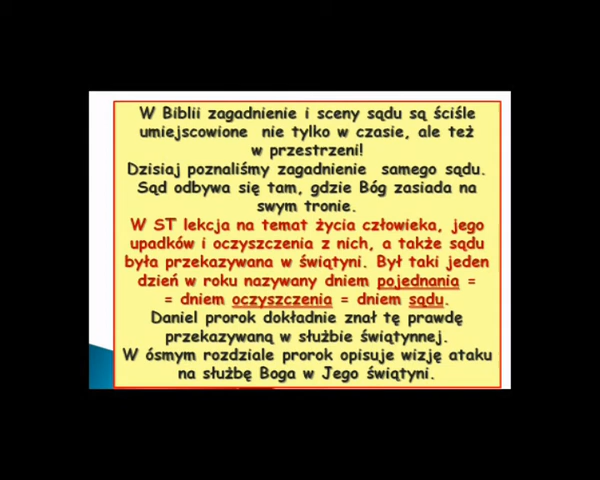 W Biblii zagadnienie i sceny sądu są ściśle
umiejscowione nie tylko w czasie, ale też
w przestrzeni!
Dzisiaj poznaliśmy zagadnienie samego sądu.
Sąd odbywa się tam, gdzie Bóg zasiada na
swym tronie.
W ST lekcja na temat życia człowieka, jego
upadków i oczyszczenia z nich, a także sądu
była przekazywana w świątyni. Był taki jeden
dzień w roku nazywany dniem pojednania =
= dniem oczyszczenia = dniem sądu.
Daniel prorok dokładnie znał tę prawdę
przekazywaną w służbie świątynnej.
W ósmym rozdziale prorok opisuje wizję ataku
na służbę Boga w Jego świątyni.